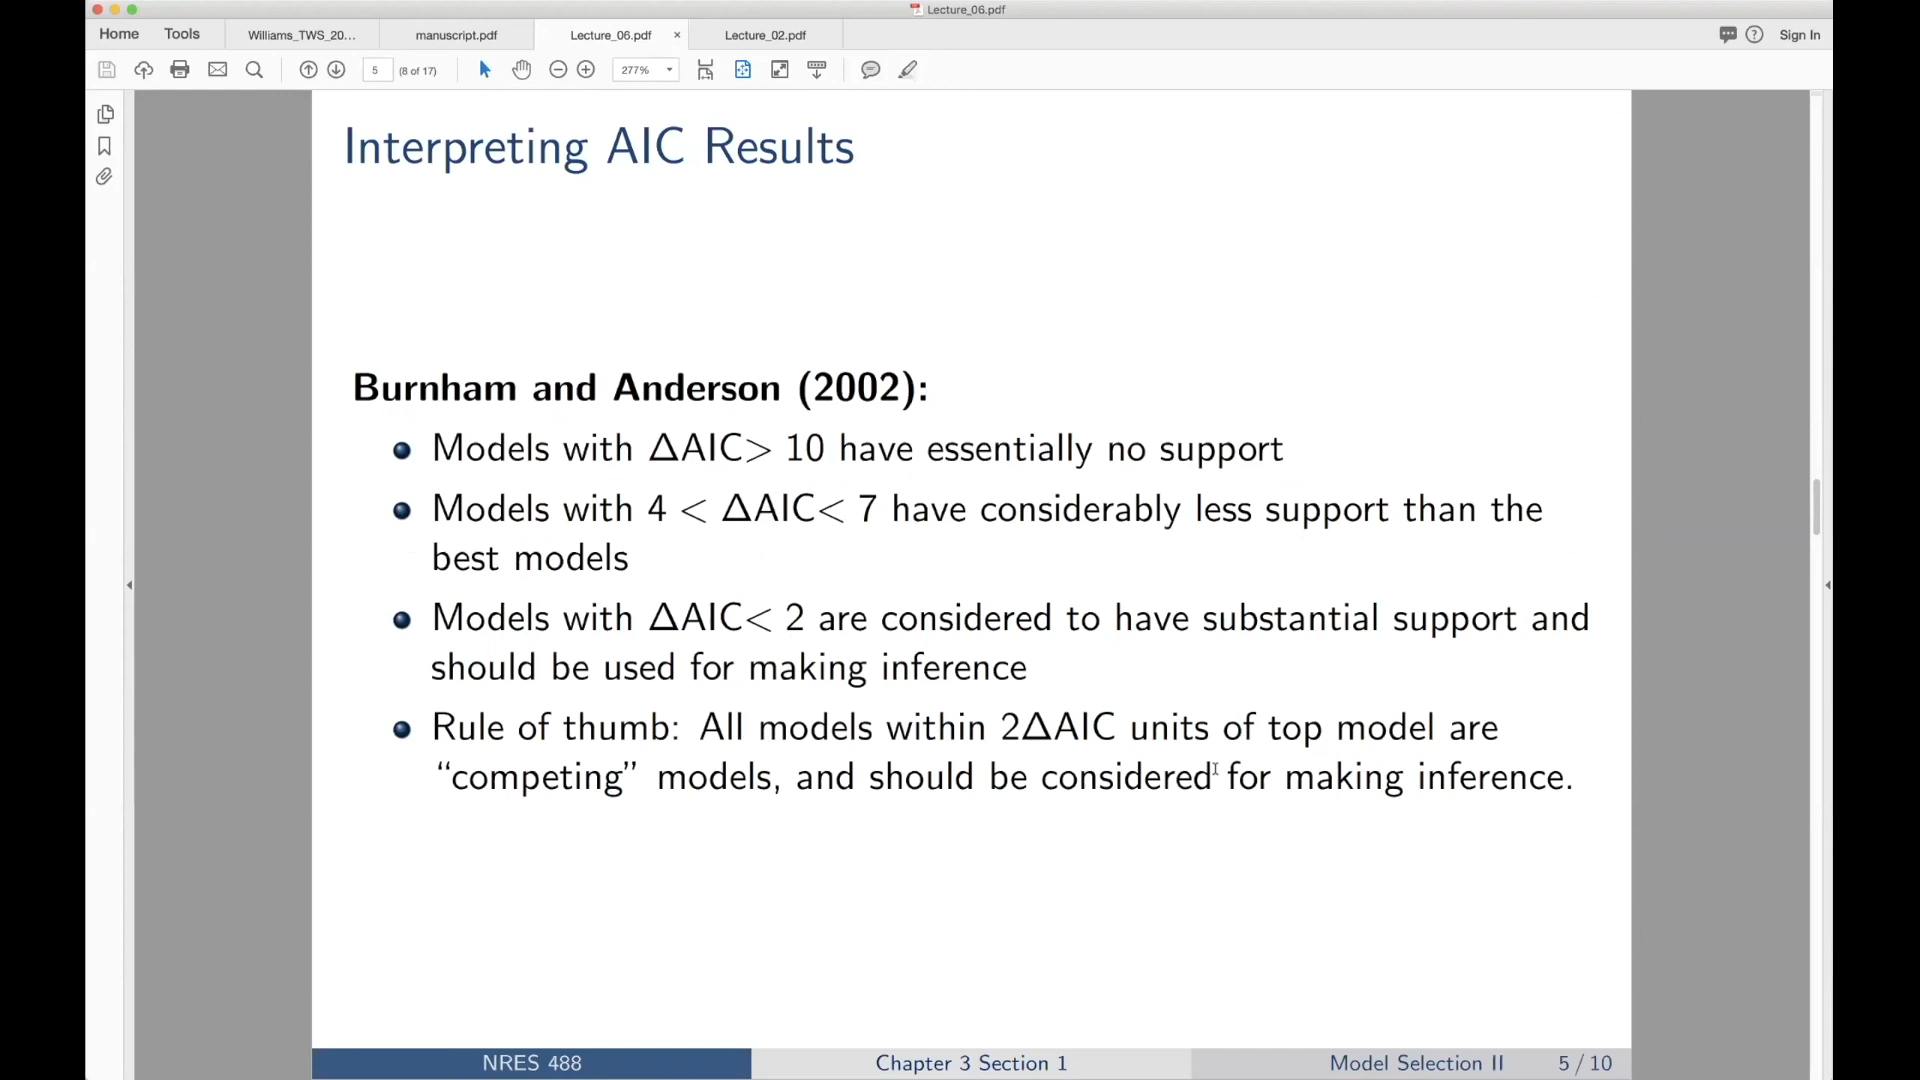 Lecture_06.pdf
Home Tools Williams_TWS_20... manuscript.pdf Lecture_06.pdf × Lecture_02.pdf ? Sign In
5 (8 of 17) 277%
Interpreting AIC Results
Burnham and Anderson (2002):
Models with ΔAIC> 10 have essentially no support
Models with 4 < ΔAIC< 7 have considerably less support than the
best models
Models with ΔAIC< 2 are considered to have substantial support and
should be used for making inference
Rule of thumb: All models within 2ΔAIC units of top model are
“competing” models, and should be considered for making inference.
NRES 488 Chapter 3 Section 1 Model Selection II 5 / 10